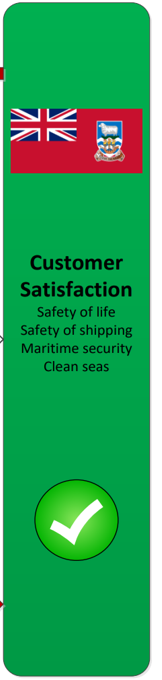 Customer
Satisfaction
Safety of life
Safety of shipping
Maritime security
Clean seas